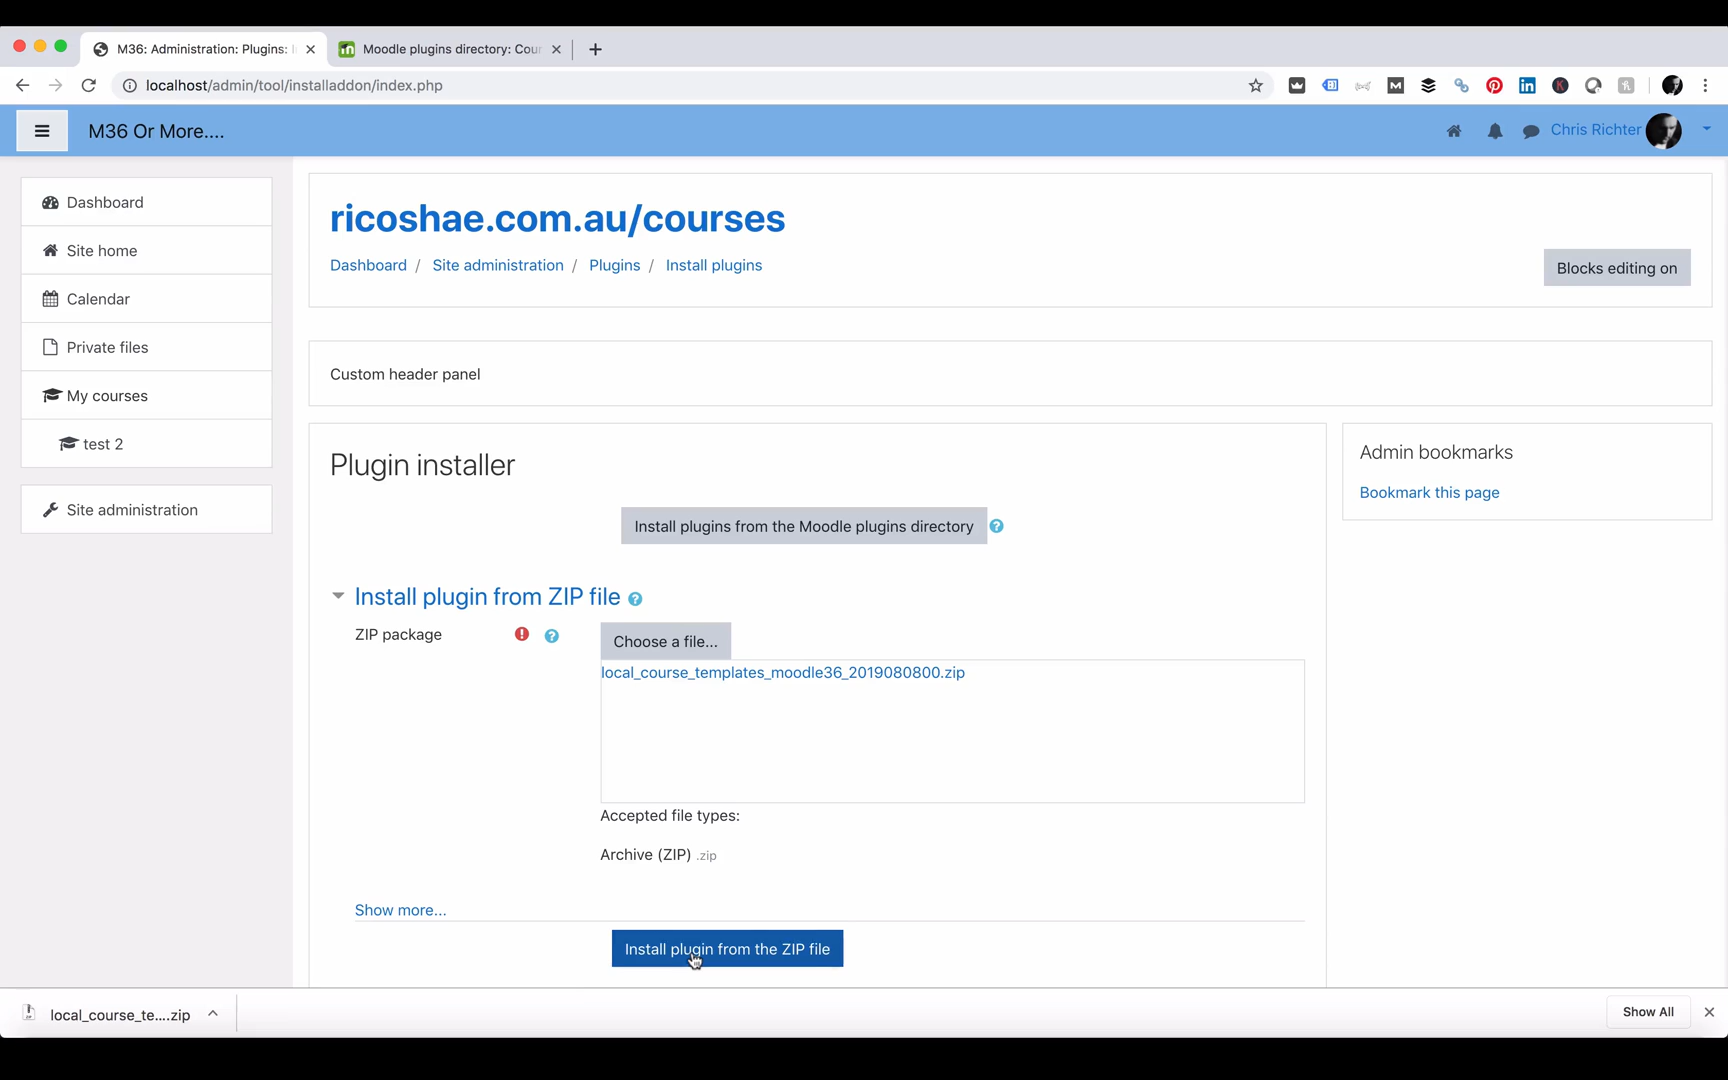 M36: Administration: Plugins:
Moodle plugins directory: Cour
localhost/admin/tool/installaddon/index.php
M36 Or More....
Chris Richter
Dashboard
Site home
Calendar
Private files
My courses
test 2
Site administration
ricoshae.com.au/courses
Dashboard / Site administration / Plugins / Install plugins
Blocks editing on
Custom header panel
Plugin installer
Install plugins from the Moodle plugins directory
Install plugin from ZIP file
ZIP package
Choose a file...
local_course_templates_moodle36_2019080800.zip
Accepted file types:
Archive (ZIP) .zip
Show more...
Install plugin from the ZIP file
Admin bookmarks
Bookmark this page
local_course_te....zip
Show All